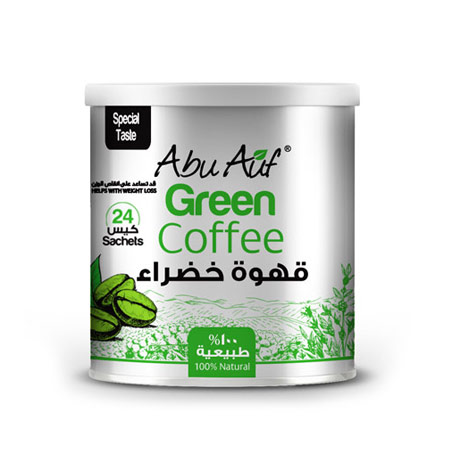 Special
Taste
Abu Auf®
قد تساعد على انقاص الوزن
HELPS WITH WEIGHT LOSS
Green
24
كيس
Sachets
Coffee
قهوة خضراء
%١٠٠
طبيعية
100% Natural